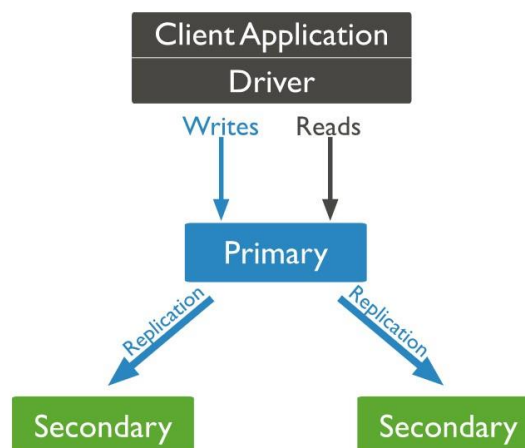 Client Application
Driver
Writes Reads
Primary
Replication Replication
Secondary Secondary